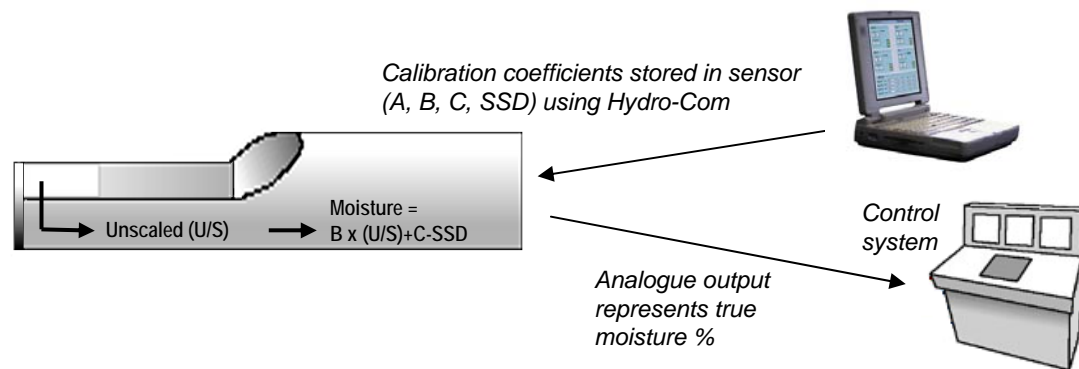 Calibration coefficients stored in sensor
(A, B, C, SSD) using Hydro-Com
Unscaled (U/S)
Moisture =
B x (U/S)+C-SSD
Control
system
Analogue output
represents true
moisture %